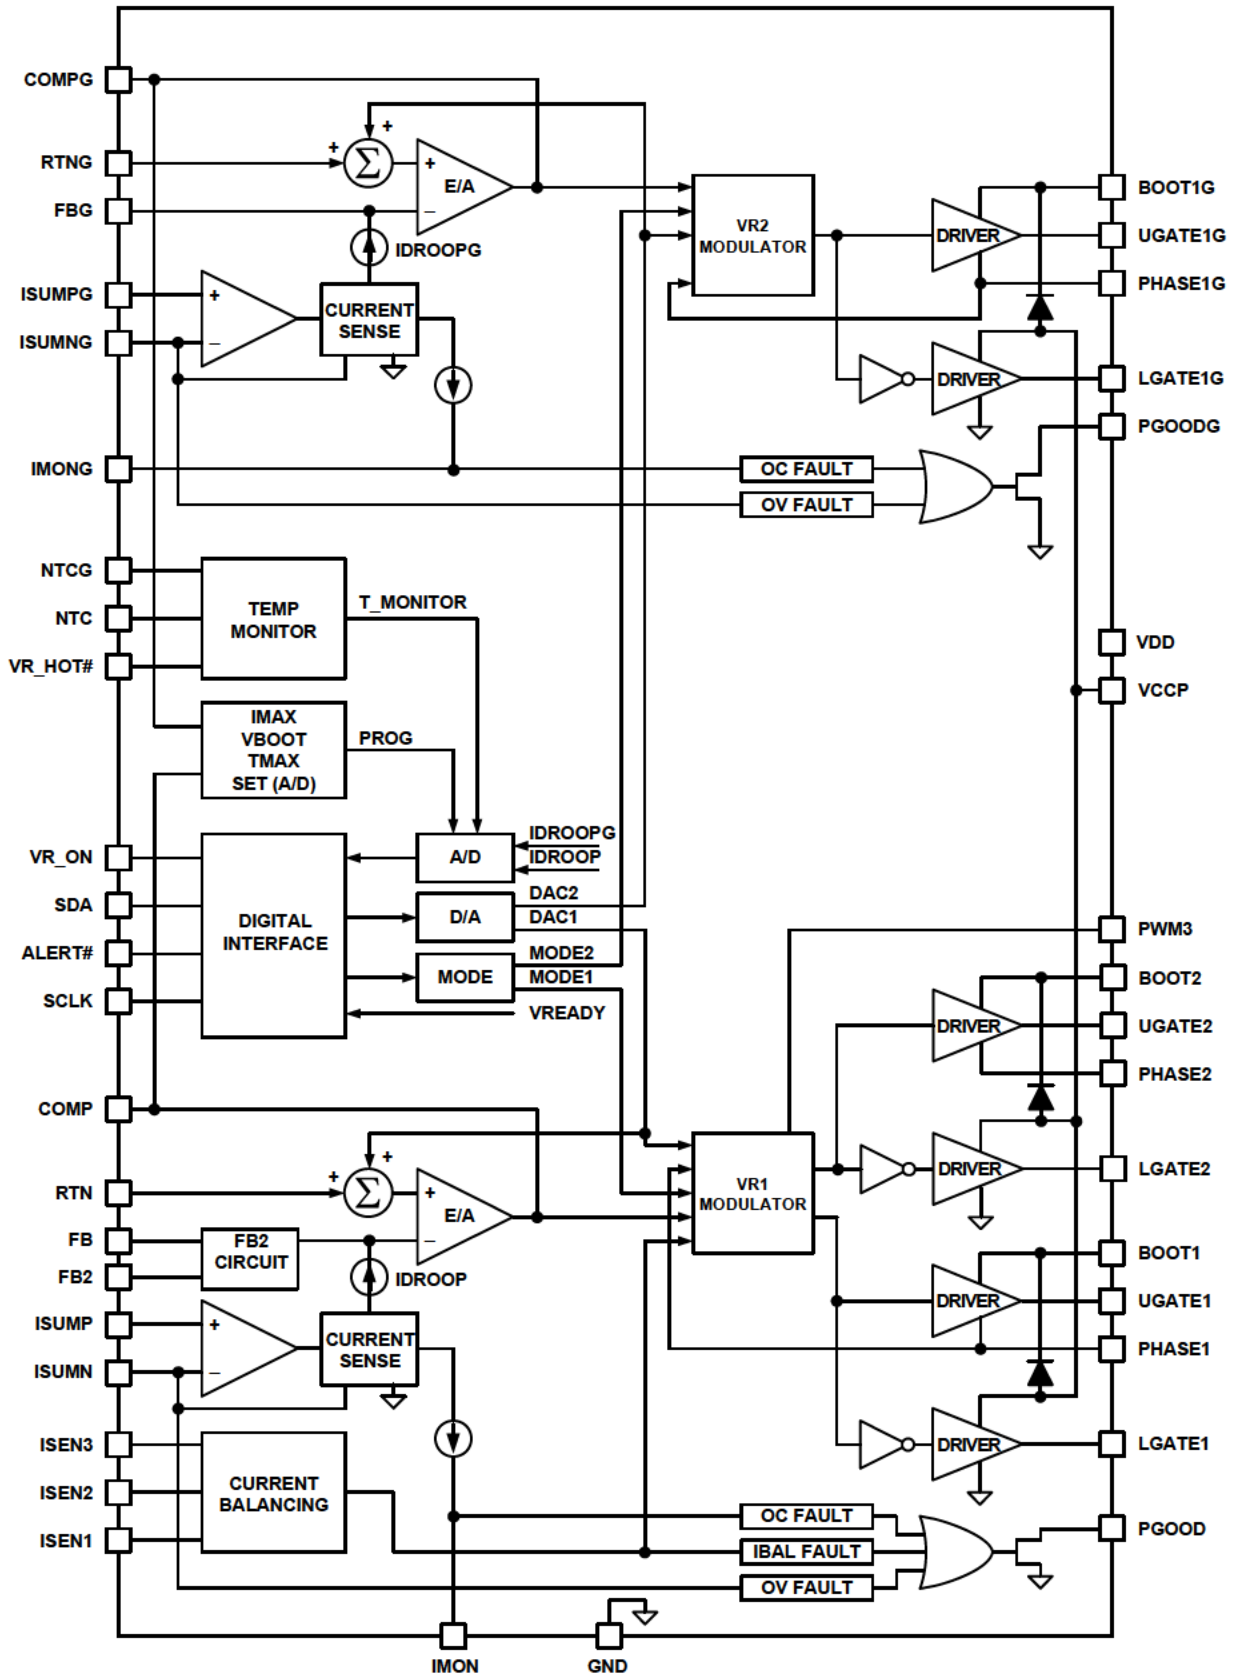 COMPG
RTNG
FBG
ISUMPG
ISUMNG
IMONG
NTCG
NTC
VR_HOT#
VR_ON
SDA
ALERT#
SCLK
COMP
RTN
FB
FB2
ISUMP
ISUMN
ISEN3
ISEN2
ISEN1
+
+
Σ
+
E/A
−
IDROOPG
+
−
CURRENT
SENSE
VR2
MODULATOR
DRIVER
DRIVER
OC FAULT
OV FAULT
TEMP
MONITOR
T_MONITOR
IMAX
VBOOT
TMAX
SET (A/D)
PROG
DIGITAL
INTERFACE
A/D
IDROOPG
IDROOP
D/A
DAC2
DAC1
MODE
MODE2
MODE1
VREADY
+
+
Σ
+
E/A
−
FB2
CIRCUIT
IDROOP
+
−
CURRENT
SENSE
CURRENT
BALANCING
VR1
MODULATOR
DRIVER
DRIVER
DRIVER
DRIVER
OC FAULT
IBAL FAULT
OV FAULT
BOOT1G
UGATE1G
PHASE1G
LGATE1G
PGOODG
VDD
VCCP
PWM3
BOOT2
UGATE2
PHASE2
LGATE2
BOOT1
UGATE1
PHASE1
LGATE1
PGOOD
IMON
GND